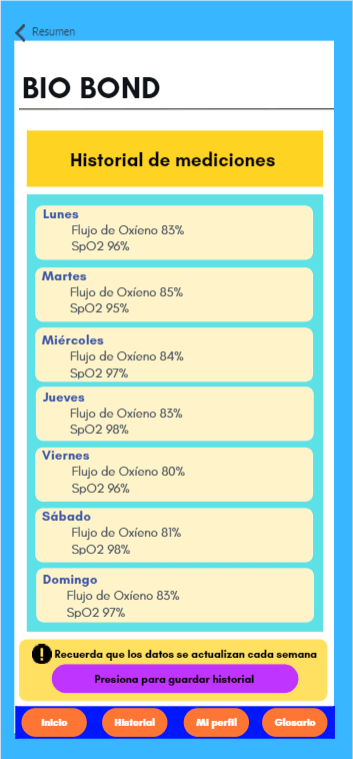 Resumen
BIO BOND
Historial de mediciones
Lunes
Flujo de Oxíeno 83%
SpO2 96%
Martes
Flujo de Oxíeno 85%
SpO2 95%
Miércoles
Flujo de Oxíeno 84%
SpO2 97%
Jueves
Flujo de Oxíeno 83%
SpO2 98%
Viernes
Flujo de Oxíeno 80%
SpO2 96%
Sábado
Flujo de Oxíeno 81%
SpO2 98%
Domingo
Flujo de Oxíeno 83%
SpO2 97%
Recuerda que los datos se actualizan cada semana
Presiona para guardar historial
Inicio Historial Mi perfil Glosario